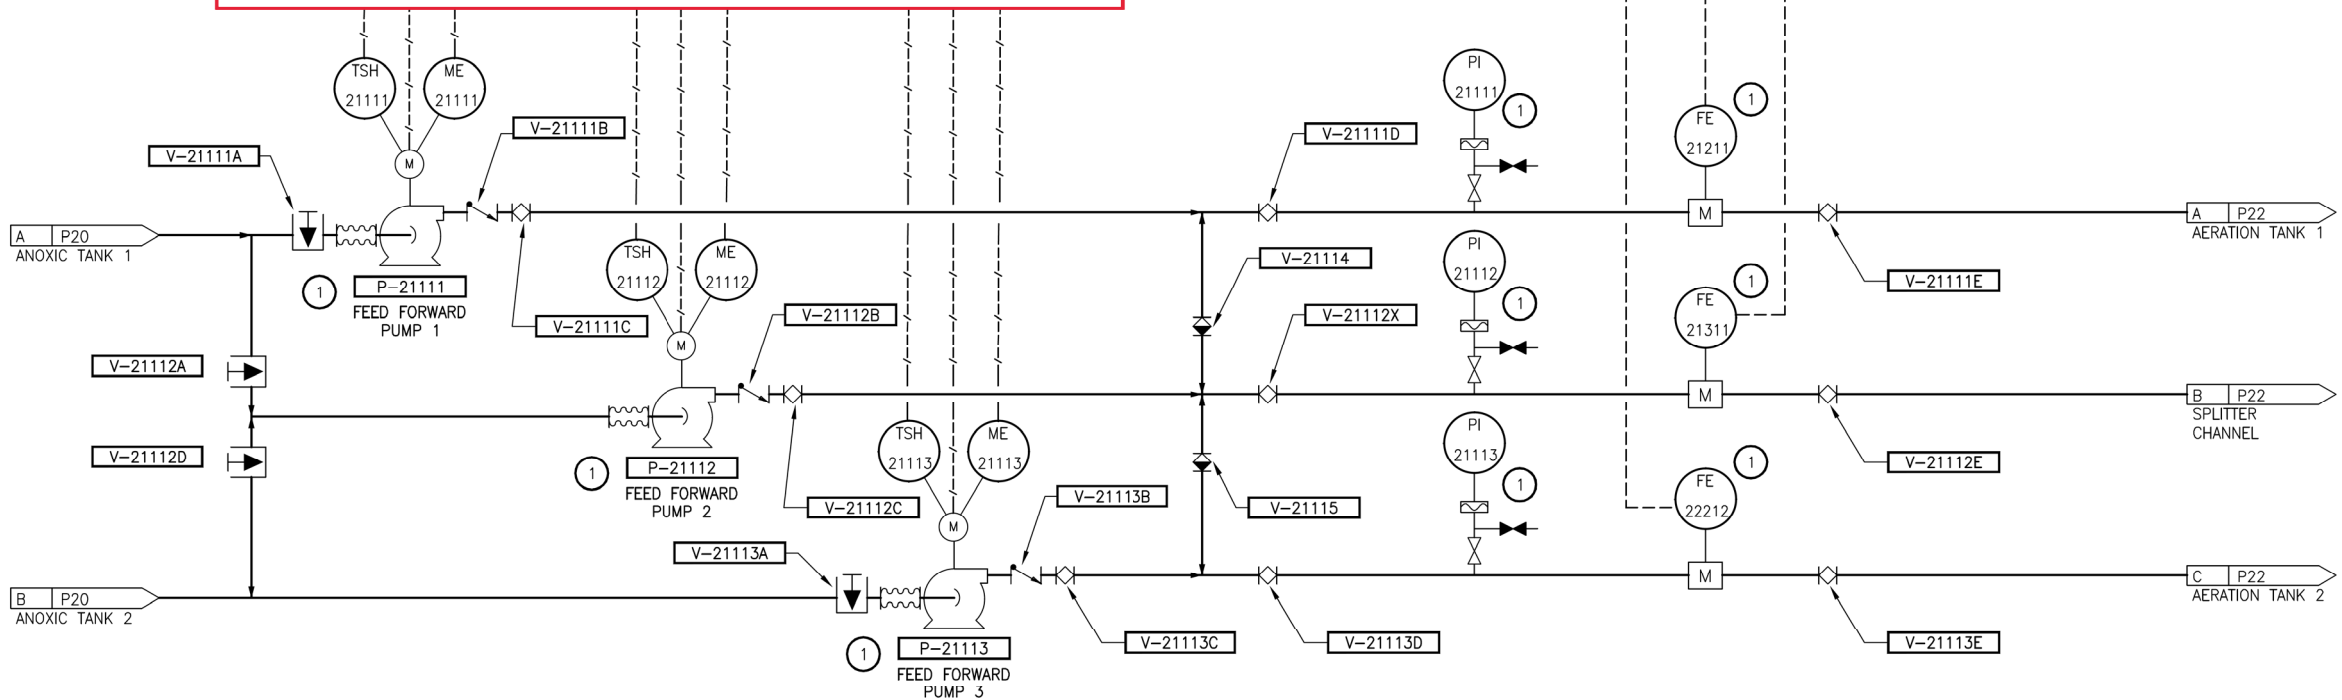 PI
21111
1
TSH
21111
ME
21111
1
FE
21211
V-21111B
V-21111D
V-21111A
M
A P20
ANOXIC TANK 1
M
A P22
AERATION TANK 1
TSH
21112
ME
21112
V-21114
PI
21112
1
V-21111E
1
P-21111
FEED FORWARD
PUMP 1
V-21111C
V-21112B
V-21112X
1
FE
21311
M
V-21112A
M
B P22
SPLITTER
CHANNEL
TSH
21113
ME
21113
PI
21113
1
V-21112D
1
P-21112
FEED FORWARD
PUMP 2
V-21112C
V-21113B
V-21115
1
FE
22212
V-21112E
M
V-21113A
M
B P20
ANOXIC TANK 2
C P22
AERATION TANK 2
1
P-21113
FEED FORWARD
PUMP 3
V-21113C
V-21113D
V-21113E